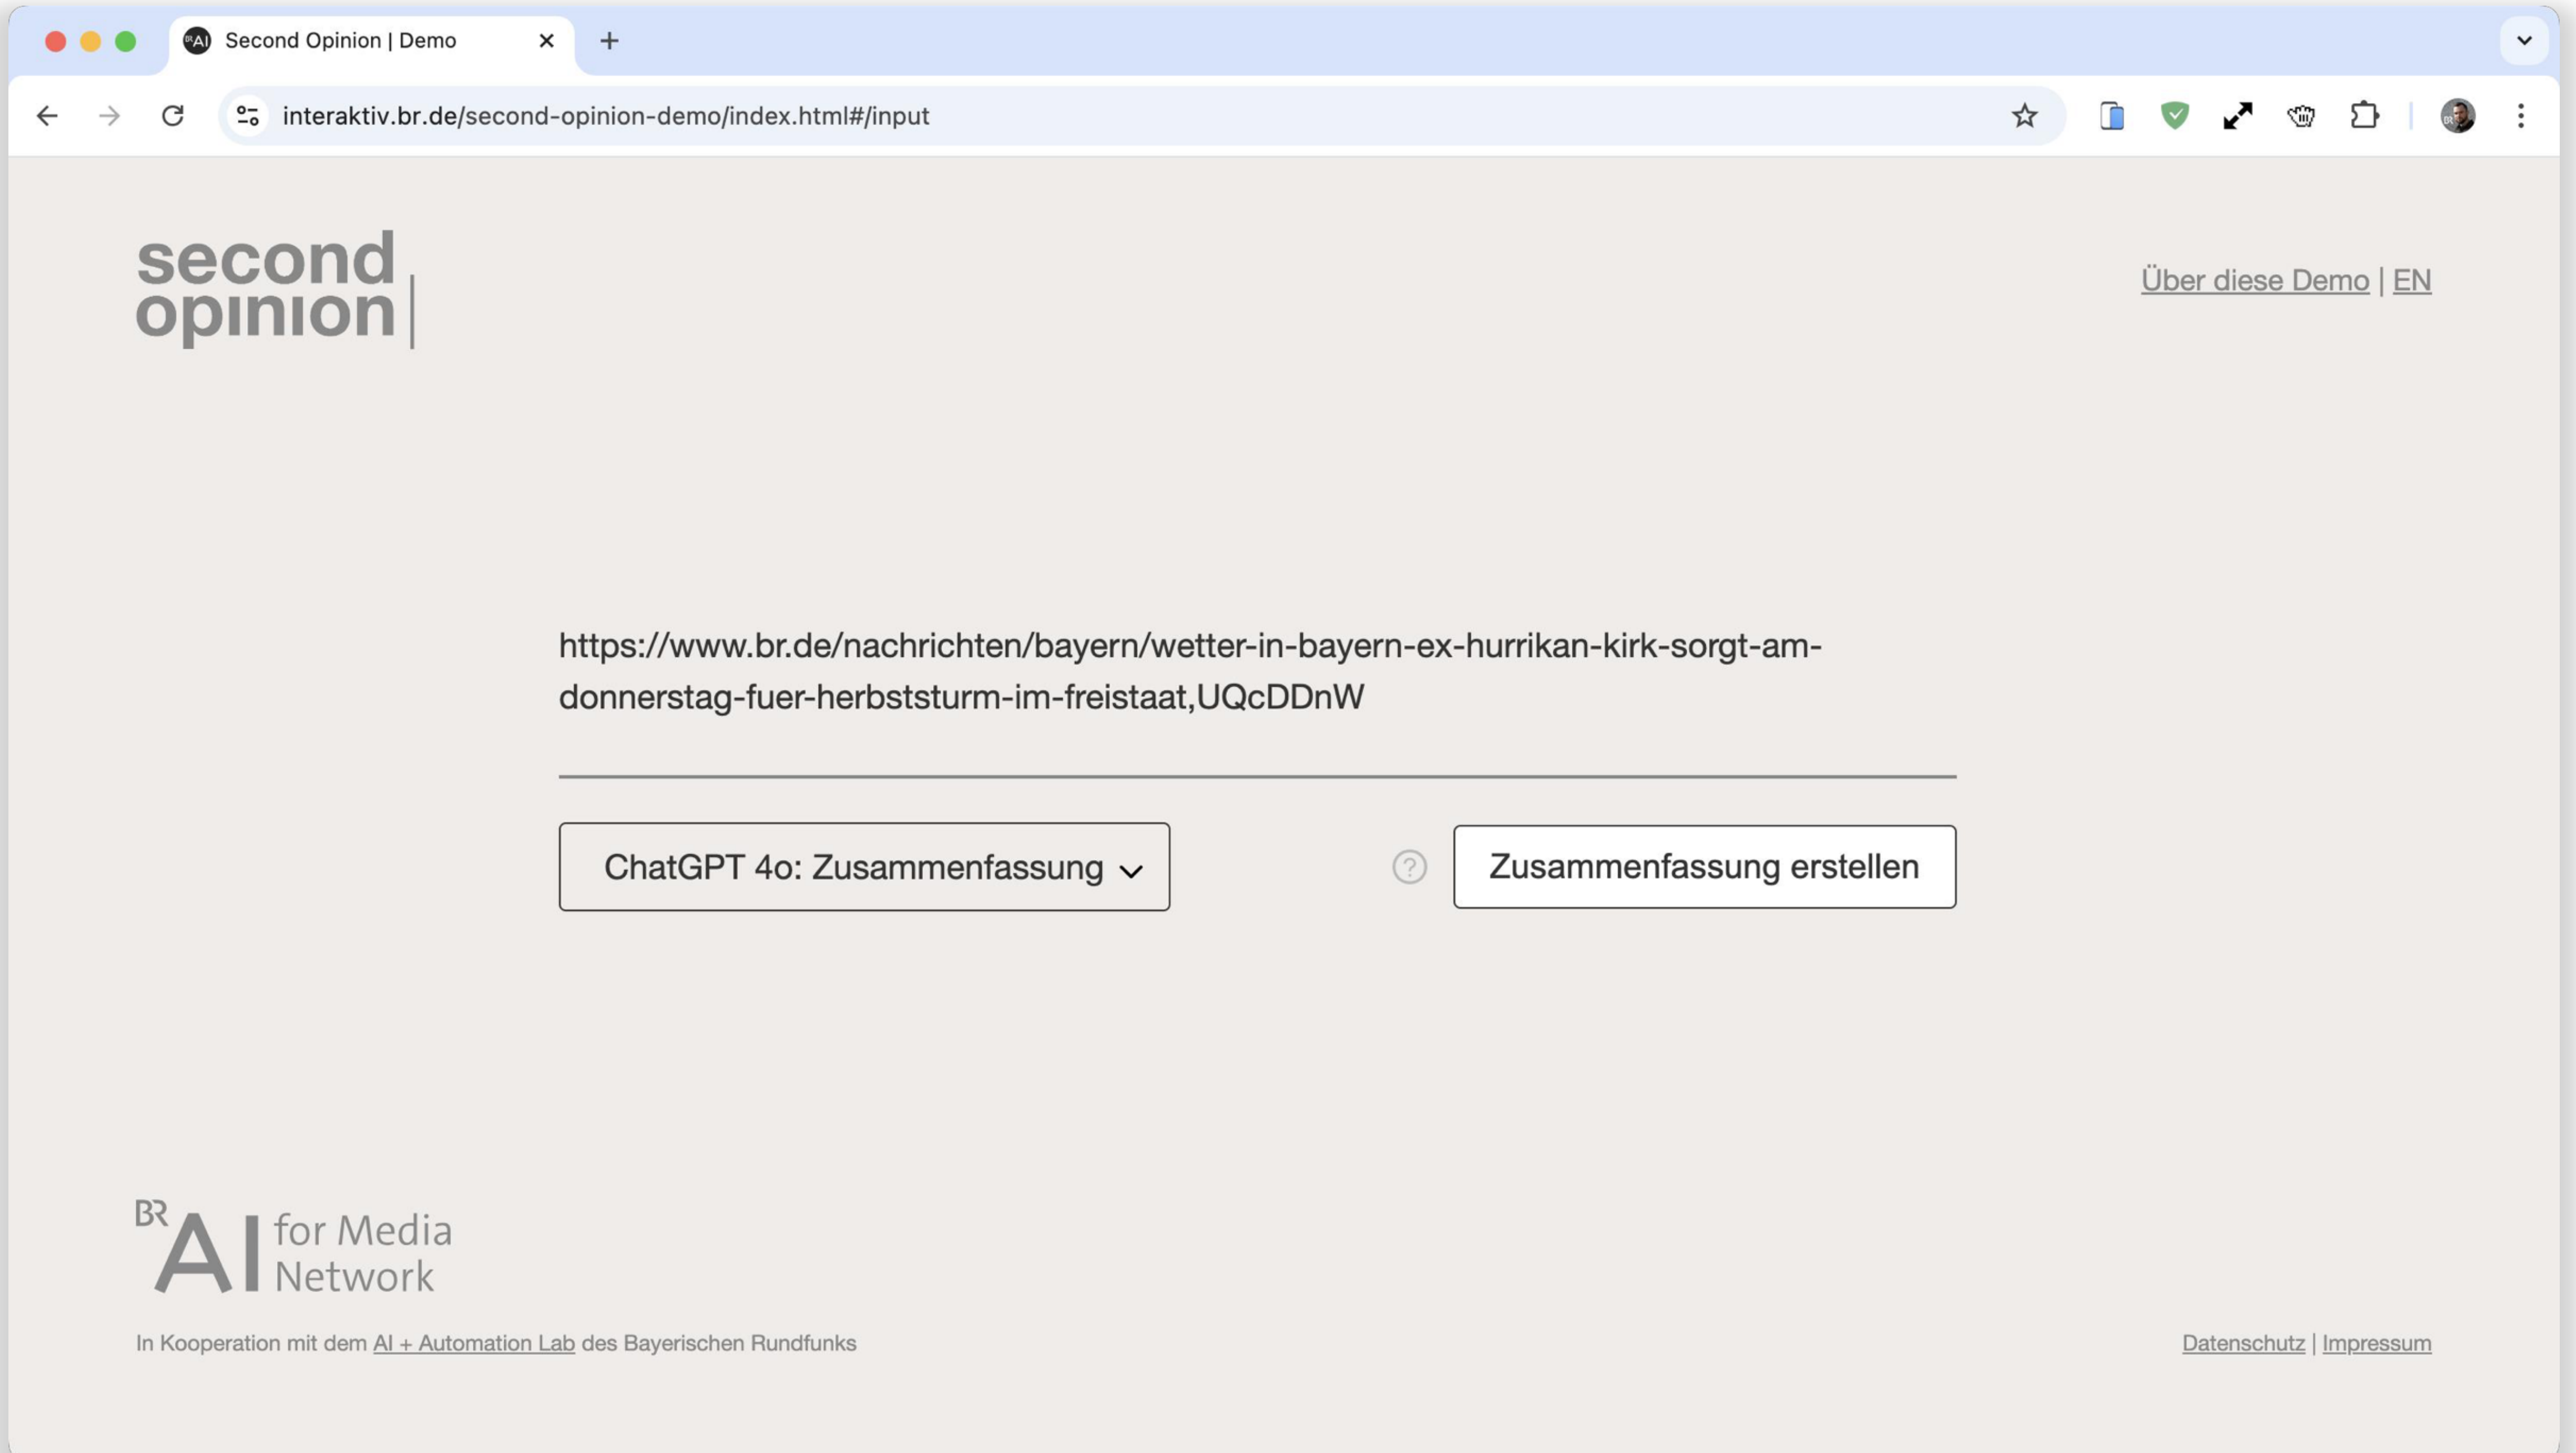 Second Opinion | Demo
interaktiv.br.de/second-opinion-demo/index.html#/input
second
opinion
Über diese Demo | EN
https://www.br.de/nachrichten/bayern/wetter-in-bayern-ex-hurrikan-kirk-sorgt-am-
donnerstag-fuer-herbststurm-im-freistaat,UQcDDnW
ChatGPT 4o: Zusammenfassung
Zusammenfassung erstellen
BR
AI for Media
Network
In Kooperation mit dem AI + Automation Lab des Bayerischen Rundfunks
Datenschutz | Impressum